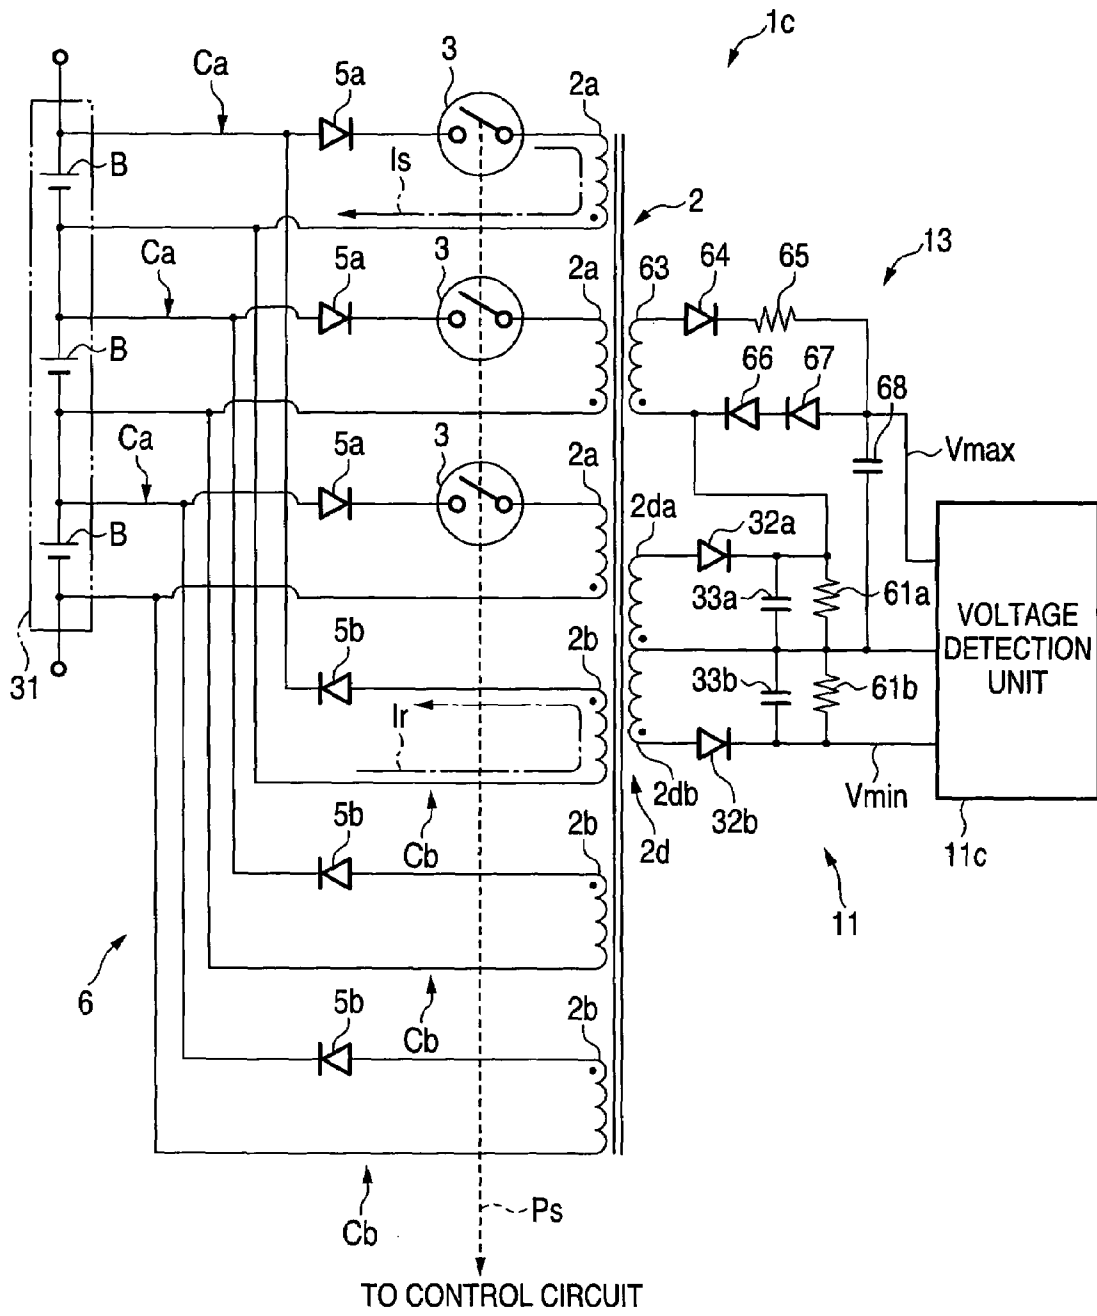 1c
Ca
5a
3
2a
B
Is
2
13
Ca
5a
3
2a
63
64
65
B
66
67
68
Ca
5a
3
2a
Vmax
2da
32a
B
33a
61a
VOLTAGE
DETECTION
UNIT
31
5b
2b
33b
61b
Ir
2db
32b
Vmin
11c
Cb
2d
5b
2b
11
6
Cb
5b
2b
Cb
Ps
TO CONTROL CIRCUIT